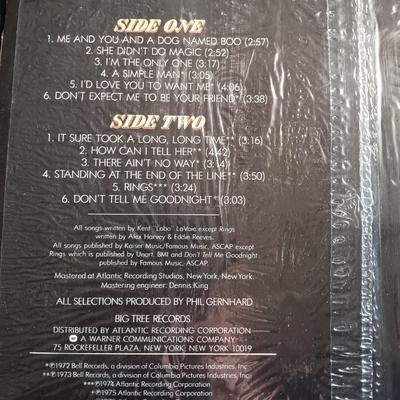 SIDE ONE
1. ME AND YOU AND A DOG NAMED BOO (2:57)
2. SHE DIDN'T DO MAGIC (2:52)
3. I'M THE ONLY ONE (3:17)
4. A SIMPLE MAN* (3:05)
5. I'D LOVE YOU TO WANT ME* (4:06)
6. DON'T EXPECT ME TO BE YOUR FRIEND* (3:38)
SIDE TWO
1. IT SURE TOOK A LONG, LONG TIME** (3:16)
2. HOW CAN I TELL HER** (4:42)
3. THERE AIN'T NO WAY* (3:14)
4. STANDING AT THE END OF THE LINE** (3:50)
5. RINGS*** (3:24)
6. DON'T TELL ME GOODNIGHT* (3:03)
All songs written by Kent "Lobo" LaVoie except Rings
written by Alex Harvey & Eddie Reeves.
All songs published by Kaiser Music/Famous Music, ASCAP except
Rings which is published by Unart, BMI and Don't Tell Me Goodnight
published by Famous Music, ASCAP.
Mastered at Atlantic Recording Studios, New York, New York.
Mastering engineer: Dennis King
ALL SELECTIONS PRODUCED BY PHIL GERNHARD
BIG TREE RECORDS
DISTRIBUTED BY ATLANTIC RECORDING CORPORATION
A WARNER COMMUNICATIONS COMPANY
75 ROCKEFELLER PLAZA, NEW YORK, NEW YORK 10019
*℗1972 Bell Records, a division of Columbia Pictures Industries, Inc.
**℗1973 Bell Records, a division of Columbia Pictures Industries, Inc.
***℗1974 Atlantic Recording Corporation
℗1975 Atlantic Recording Corporation